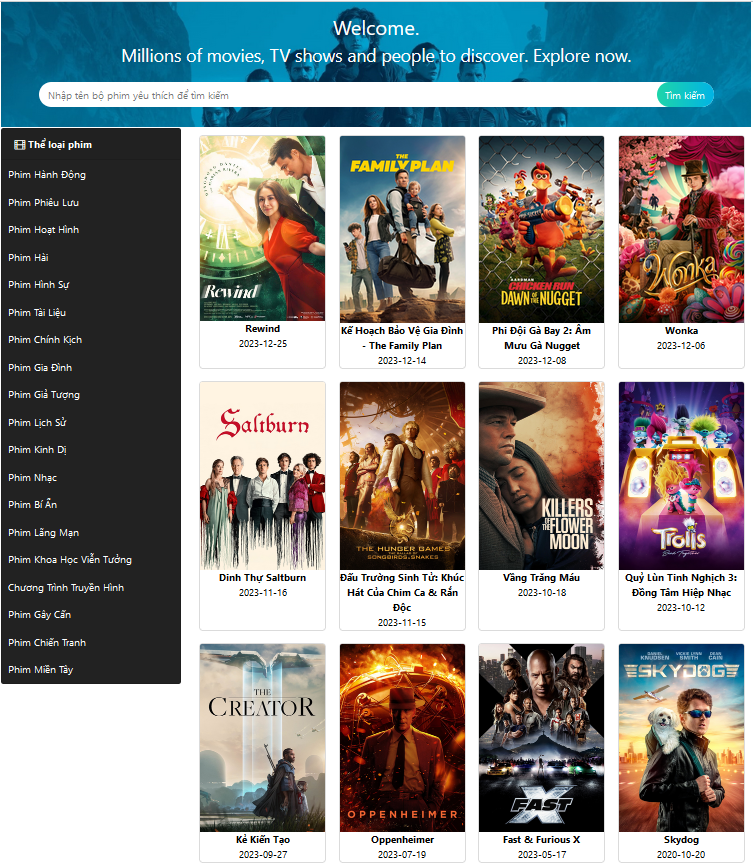 Welcome.
Millions of movies, TV shows and people to discover. Explore now.
Nhập tên bộ phim yêu thích để tìm kiếm
Tìm kiếm
Thể loại phim
Phim Hành Động
Phim Phiêu Lưu
Phim Hoạt Hình
Phim Hài
Phim Hình Sự
Phim Tài Liệu
Phim Chính Kịch
Phim Gia Đình
Phim Giả Tượng
Phim Lịch Sử
Phim Kinh Dị
Phim Nhạc
Phim Bí Ẩn
Phim Lãng Mạn
Phim Khoa Học Viễn Tưởng
Chương Trình Truyền Hình
Phim Gây Cấn
Phim Chiến Tranh
Phim Miền Tây
Rewind
Rewind
2023-12-25
THE
FAMILY PLAN
Kế Hoạch Bảo Vệ Gia Đình
- The Family Plan
2023-12-14
AARDMAN
CHICKEN RUN
DAWN OF THE NUGGET
Phi Đội Gà Bay 2: Âm
Mưu Gà Nugget
2023-12-08
Wonka
Wonka
2023-12-06
Saltburn
Dinh Thự Saltburn
2023-11-16
THE HUNGER GAMES
SONGBIRDS & SNAKES
Đấu Trường Sinh Tử: Khúc
Hát Của Chim Ca & Rắn
Độc
2023-11-15
KILLERS
OF THE FLOWER
MOON
Vầng Trăng Máu
2023-10-18
Trolls
Band Together
Quỷ Lùn Tinh Nghịch 3:
Đồng Tâm Hiệp Nhạc
2023-10-12
THE
CREATOR
Kẻ Kiến Tạo
2023-09-27
OPPENHEIMER
Oppenheimer
2023-07-19
FAST X
Fast & Furious X
2023-05-17
DANIEL KNUDSEN
VICKIE LYNN SMITH
DEAN CAIN
SKYDOG
Skydog
2020-10-20